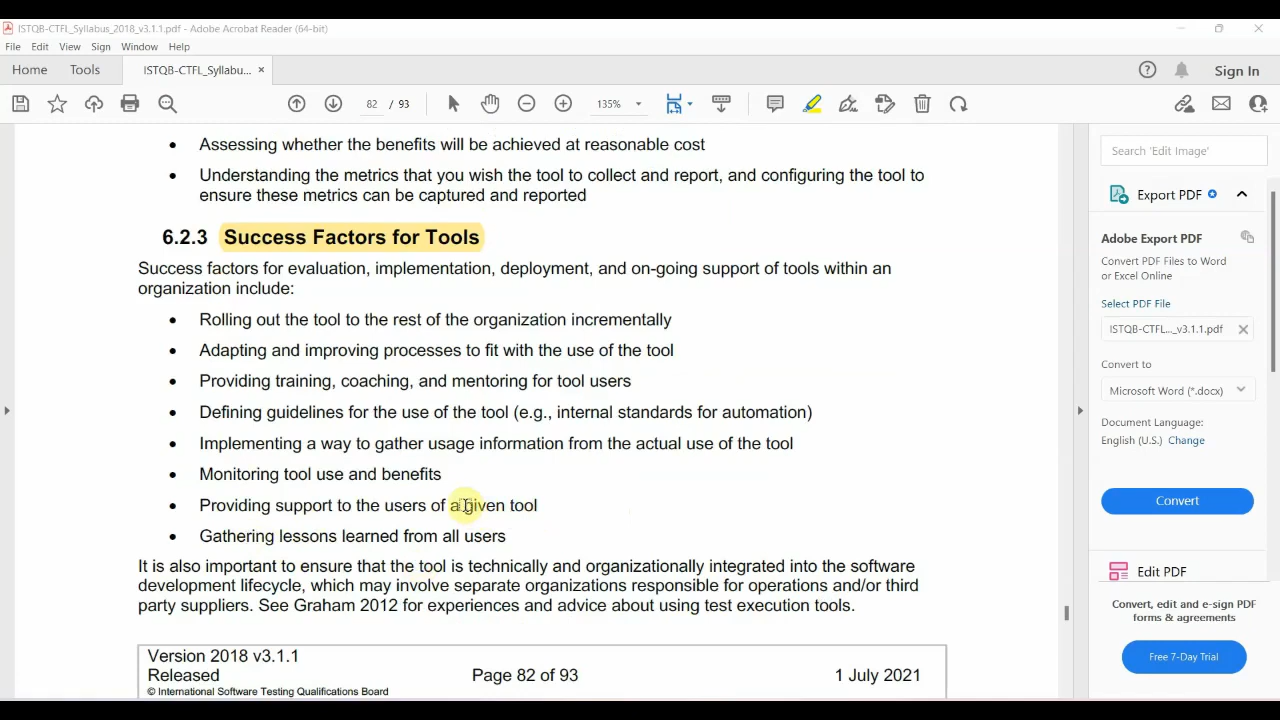 ISTQB-CTFL_Syllabus_2018_v3.1.1.pdf - Adobe Acrobat Reader (64-bit)
File Edit View Sign Window Help
Home Tools ISTQB-CTFL_Syllabu... × Sign In
82 / 93 135%
• Assessing whether the benefits will be achieved at reasonable cost
• Understanding the metrics that you wish the tool to collect and report, and configuring the tool to
ensure these metrics can be captured and reported
6.2.3 Success Factors for Tools
Success factors for evaluation, implementation, deployment, and on-going support of tools within an
organization include:
• Rolling out the tool to the rest of the organization incrementally
• Adapting and improving processes to fit with the use of the tool
• Providing training, coaching, and mentoring for tool users
• Defining guidelines for the use of the tool (e.g., internal standards for automation)
• Implementing a way to gather usage information from the actual use of the tool
• Monitoring tool use and benefits
• Providing support to the users of a given tool
• Gathering lessons learned from all users
It is also important to ensure that the tool is technically and organizationally integrated into the software
development lifecycle, which may involve separate organizations responsible for operations and/or third
party suppliers. See Graham 2012 for experiences and advice about using test execution tools.
Version 2018 v3.1.1
Released Page 82 of 93 1 July 2021
© International Software Testing Qualifications Board
Search 'Edit Image'
Export PDF
Adobe Export PDF
Convert PDF Files to Word
or Excel Online
Select PDF File
ISTQB-CTFL..._v3.1.1.pdf
Convert to
Microsoft Word (*.docx)
Document Language:
English (U.S.) Change
Convert
Edit PDF
Convert, edit and e-sign PDF
forms & agreements
Free 7-Day Trial